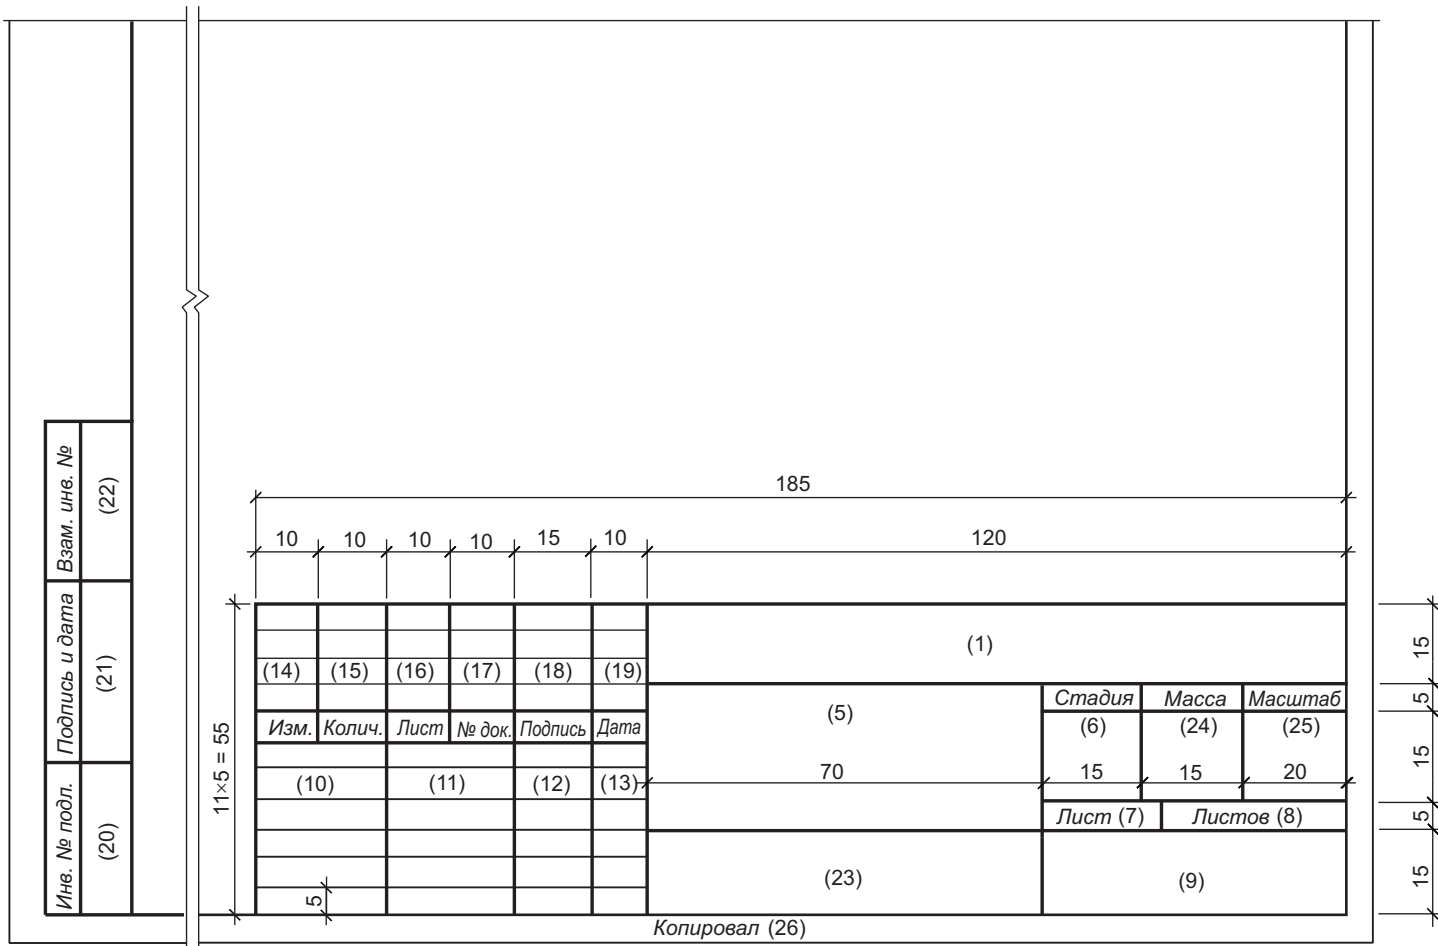 185
10 10 10 10 15 10 120
(1)
15
(14) (15) (16) (17) (18) (19)
Стадия Масса Масштаб
5
(5)
Изм. Колич. Лист № док. Подпись Дата
(6) (24) (25)
11×5 = 55
70
15 15 20
15
(10) (11) (12) (13)
Лист (7) Листов (8)
5
(23)
(9)
15
5
Копировал (26)
Взам. инв. № (22)
Подпись и дата (21)
Инв. № подл. (20)